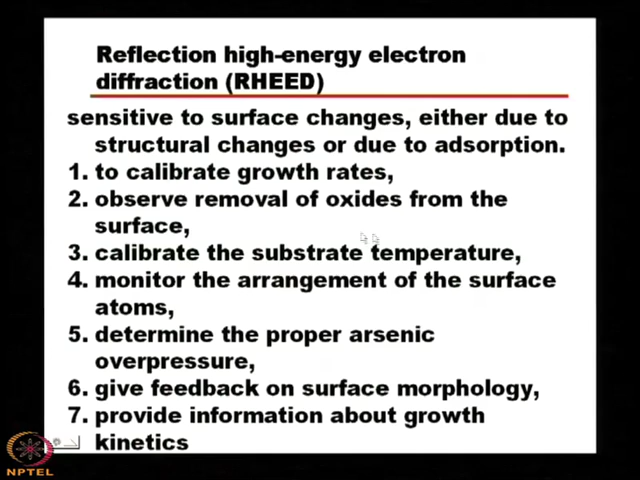 Reflection high-energy electron
diffraction (RHEED)
sensitive to surface changes, either due to
structural changes or due to adsorption.
1. to calibrate growth rates,
2. observe removal of oxides from the
surface,
3. calibrate the substrate temperature,
4. monitor the arrangement of the surface
atoms,
5. determine the proper arsenic
overpressure,
6. give feedback on surface morphology,
7. provide information about growth
kinetics
NPTEL